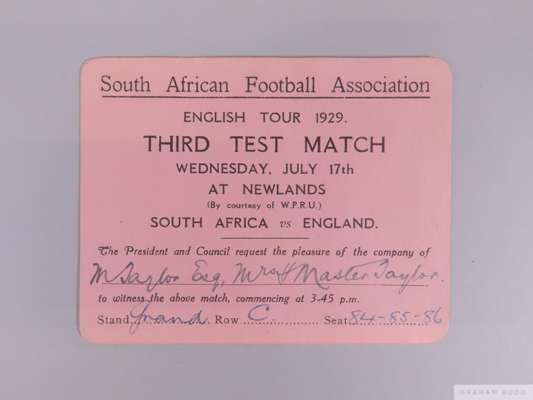 South African Football Association
ENGLISH TOUR 1929.
THIRD TEST MATCH
WEDNESDAY, JULY 17th
AT NEWLANDS
(By courtesy of W.P.R.U.)
SOUTH AFRICA vs ENGLAND.
The President and Council request the pleasure of the company of
M Taylor Esq, Mrs & Master Taylor.
to witness the above match, commencing at 3-45 p.m.
Stand Grand. Row C. Seat 84-85-86
GRAHAM BUDD